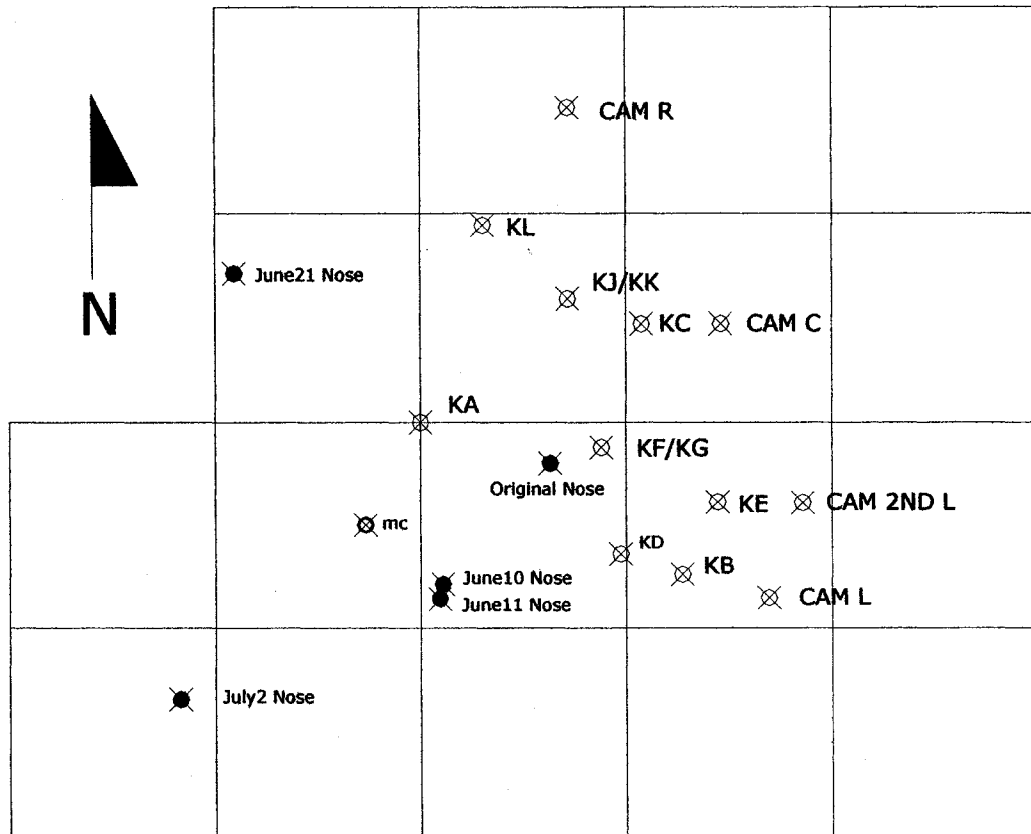 CAM R
KL
June21 Nose
KJ/KK
N
KC
CAM C
KA
KF/KG
Original Nose
KE
CAM 2ND L
mc
KD
KB
June10 Nose
CAM L
June11 Nose
July2 Nose